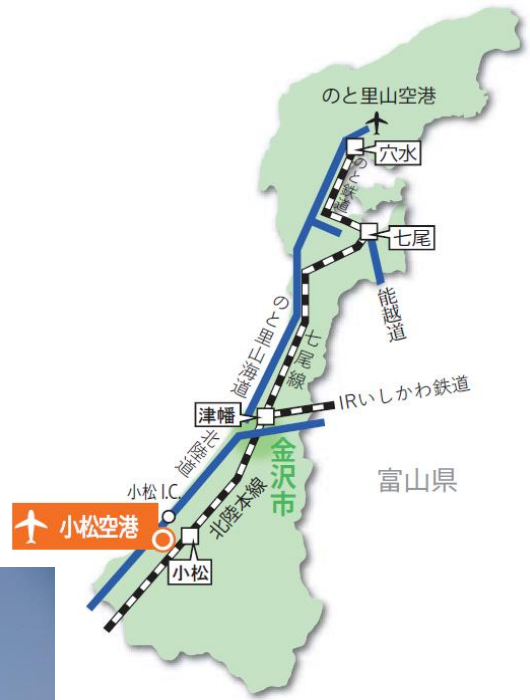 のと里山空港
穴水
のと鉄道
七尾
能越道
のと里山海道
七尾線
IRいしかわ鉄道
津幡
北陸道
金沢市
富山県
小松I.C.
北陸本線
小松空港
小松